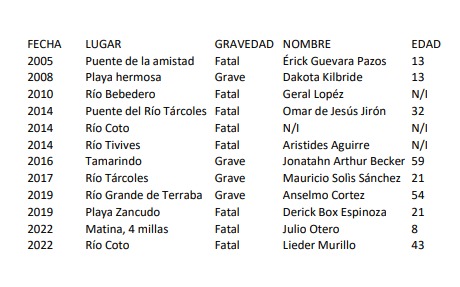 FECHA LUGAR GRAVEDAD NOMBRE EDAD
2005 Puente de la amistad Fatal Érick Guevara Pazos 13
2008 Playa hermosa Grave Dakota Kilbride 13
2010 Río Bebedero Fatal Geral Lopéz N/I
2014 Puente del Río Tárcoles Fatal Omar de Jesús Jirón 32
2014 Río Coto Fatal N/I N/I
2014 Río Tivives Fatal Aristides Aguirre N/I
2016 Tamarindo Grave Jonatahn Arthur Becker 59
2017 Río Tárcoles Grave Mauricio Solìs Sánchez 21
2019 Río Grande de Terraba Grave Anselmo Cortez 54
2019 Playa Zancudo Fatal Derick Box Espinoza 21
2022 Matina, 4 millas Fatal Julio Otero 8
2022 Río Coto Fatal Lieder Murillo 43